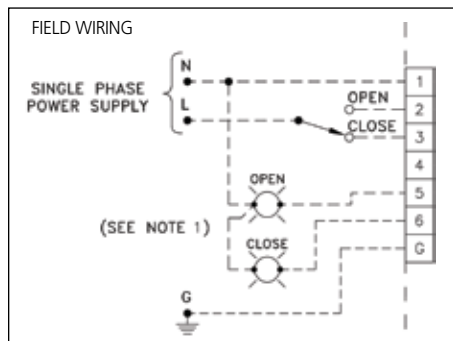 FIELD WIRING
N
SINGLE PHASE
POWER SUPPLY
L
OPEN
CLOSE
1
2
3
4
5
6
G
OPEN
(SEE NOTE 1)
CLOSE
G